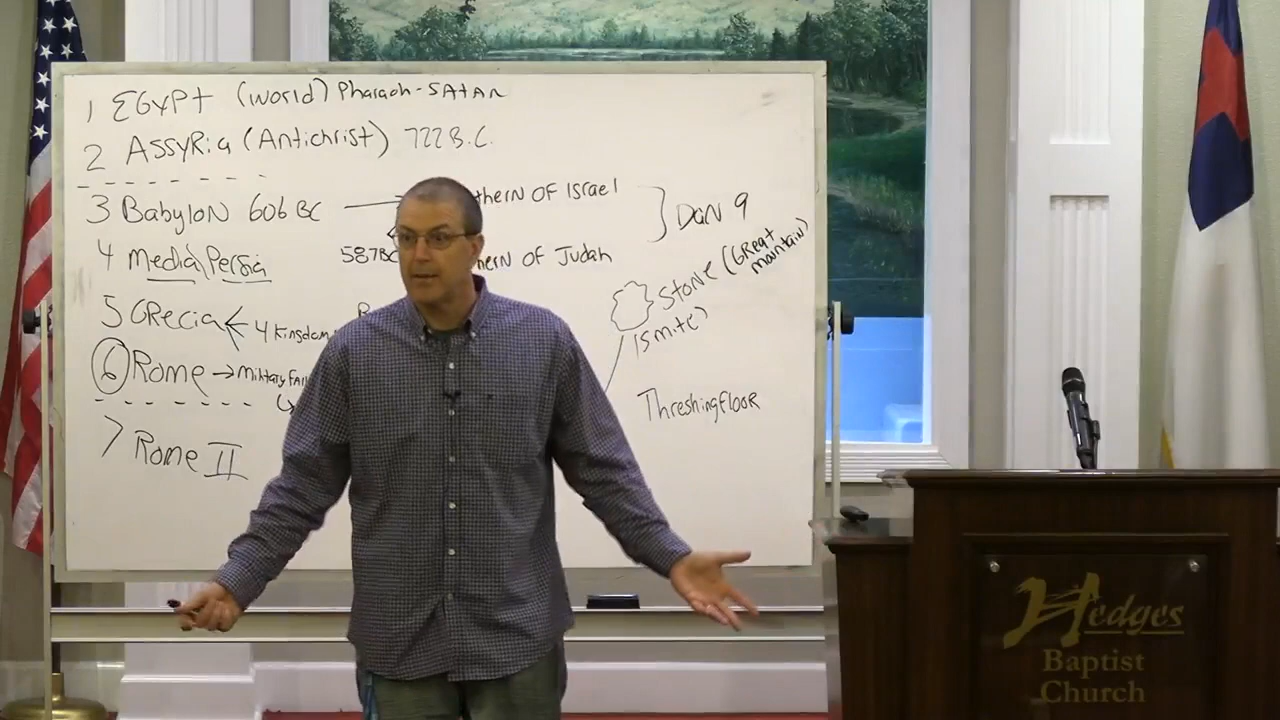 1 EGYPT (World) Pharaoh-SATAN
2 ASSYRia (Antichrist) 722 B.C.
3 BabyloN 606 BC thern OF Israel
Dan 9
4 Media\Persia 587BC hern OF Judah
Stone (Great mountain)
(Smite)
5 GRecia 4 Kingdom
6 Rome → Military
Threshingfloor
7 Rome II
Hedges
Baptist
Church